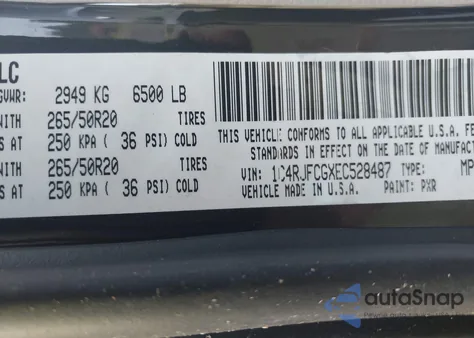 LC
GVWR: 2949 KG 6500 LB
WITH 265/50R20 TIRES
AT 250 KPA ( 36 PSI) COLD
WITH 265/50R20 TIRES
AT 250 KPA ( 36 PSI) COLD
THIS VEHICLE CONFORMS TO ALL APPLICABLE U.S.A. FE
STANDARDS IN EFFECT ON THE DATE OF MANUF
VIN: 1C4RJFCGXEC528487 TYPE: MP
VEHICLE MADE IN U.S.A. PAINT: PXR
autoSnap